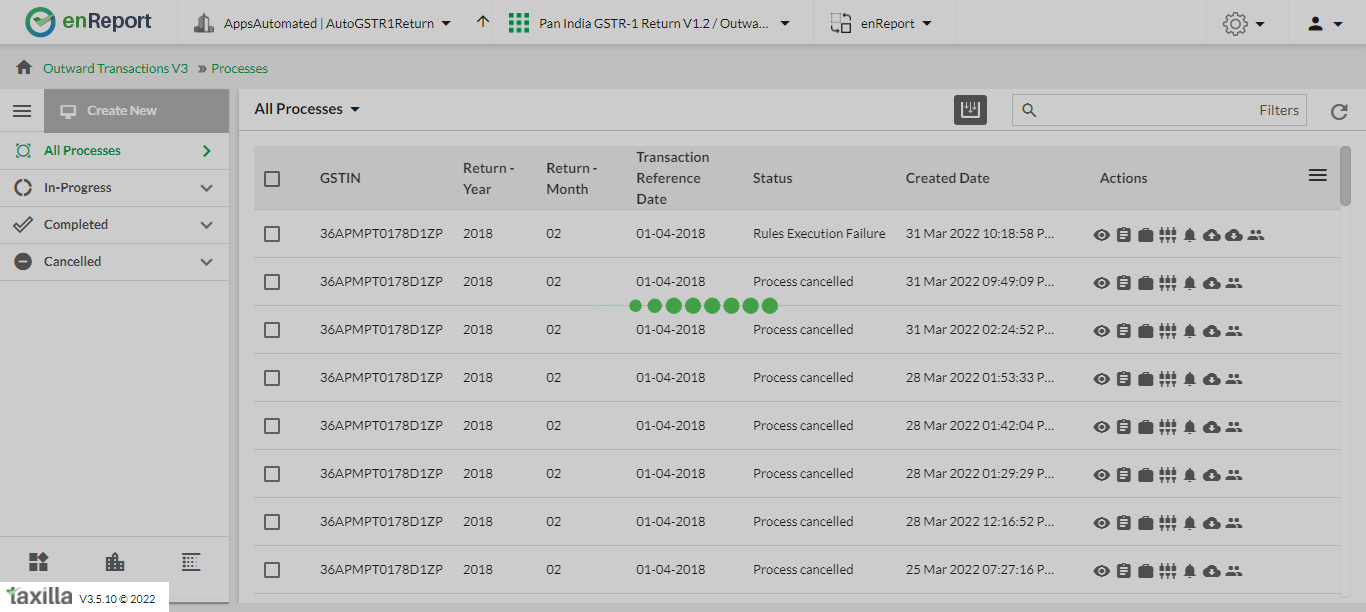 enReport
AppsAutomated | AutoGSTR1Return
Pan India GSTR-1 Return V1.2 / Outwa...
enReport
Outward Transactions V3 » Processes
Create New
All Processes
In-Progress
Completed
Cancelled
All Processes
Filters
GSTIN Return - Year Return - Month Transaction Reference Date Status Created Date Actions
36APMPT0178D1ZP 2018 02 01-04-2018 Rules Execution Failure 31 Mar 2022 10:18:58 P...
36APMPT0178D1ZP 2018 02 01-04-2018 Process cancelled 31 Mar 2022 09:49:09 P...
36APMPT0178D1ZP 2018 02 01-04-2018 Process cancelled 31 Mar 2022 02:24:52 P...
36APMPT0178D1ZP 2018 02 01-04-2018 Process cancelled 28 Mar 2022 01:53:33 P...
36APMPT0178D1ZP 2018 02 01-04-2018 Process cancelled 28 Mar 2022 01:42:04 P...
36APMPT0178D1ZP 2018 02 01-04-2018 Process cancelled 28 Mar 2022 01:29:29 P...
36APMPT0178D1ZP 2018 02 01-04-2018 Process cancelled 28 Mar 2022 12:16:52 P...
36APMPT0178D1ZP 2018 02 01-04-2018 Process cancelled 25 Mar 2022 07:27:16 P...
taxilla V3.5.10 © 2022